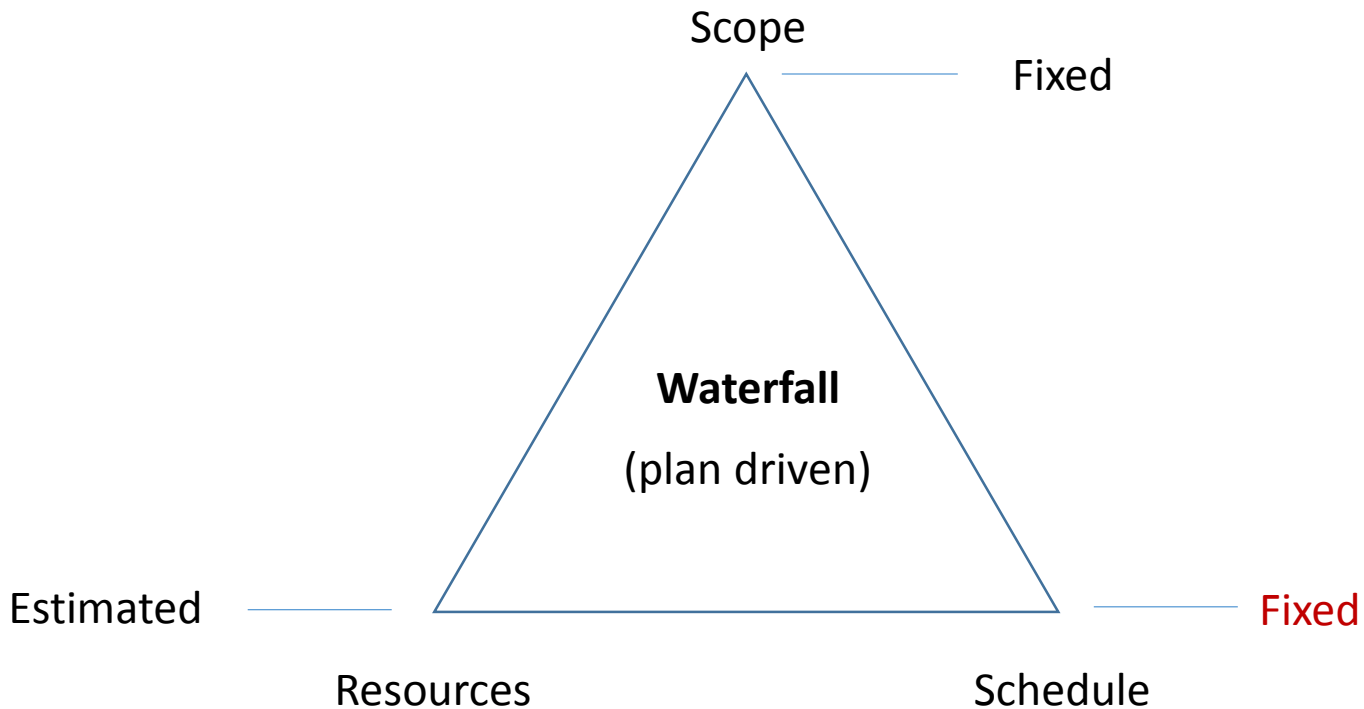 Scope
Fixed
Waterfall
(plan driven)
Estimated
Fixed
Resources
Schedule